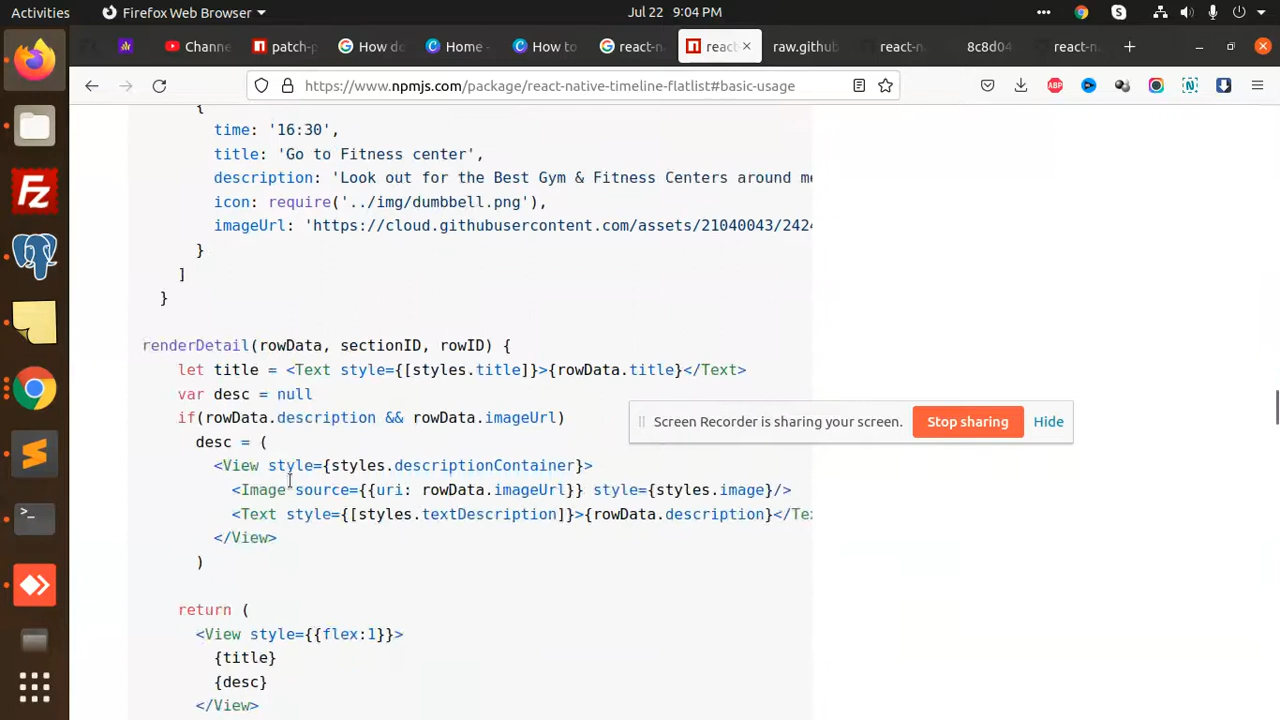 Activities
Firefox Web Browser
Jul 22 9:04 PM
Channe
patch-p
How do
Home -
How to
react-n
react-
raw.github
react-n
8c8d04
react-n
https://www.npmjs.com/package/react-native-timeline-flatlist#basic-usage
ABP
{
time: '16:30',
title: 'Go to Fitness center',
description: 'Look out for the Best Gym & Fitness Centers around me
icon: require('../img/dumbbell.png'),
imageUrl: 'https://cloud.githubusercontent.com/assets/21040043/2424
}
]
}
renderDetail(rowData, sectionID, rowID) {
let title = <Text style={[styles.title]}>{rowData.title}</Text>
var desc = null
if(rowData.description && rowData.imageUrl)
desc = (
<View style={styles.descriptionContainer}>
<Image source={{uri: rowData.imageUrl}} style={styles.image}/>
<Text style={[styles.textDescription]}>{rowData.description}</Tex
</View>
)
return (
<View style={{flex:1}}>
{title}
{desc}
</View>
Screen Recorder is sharing your screen.
Stop sharing
Hide